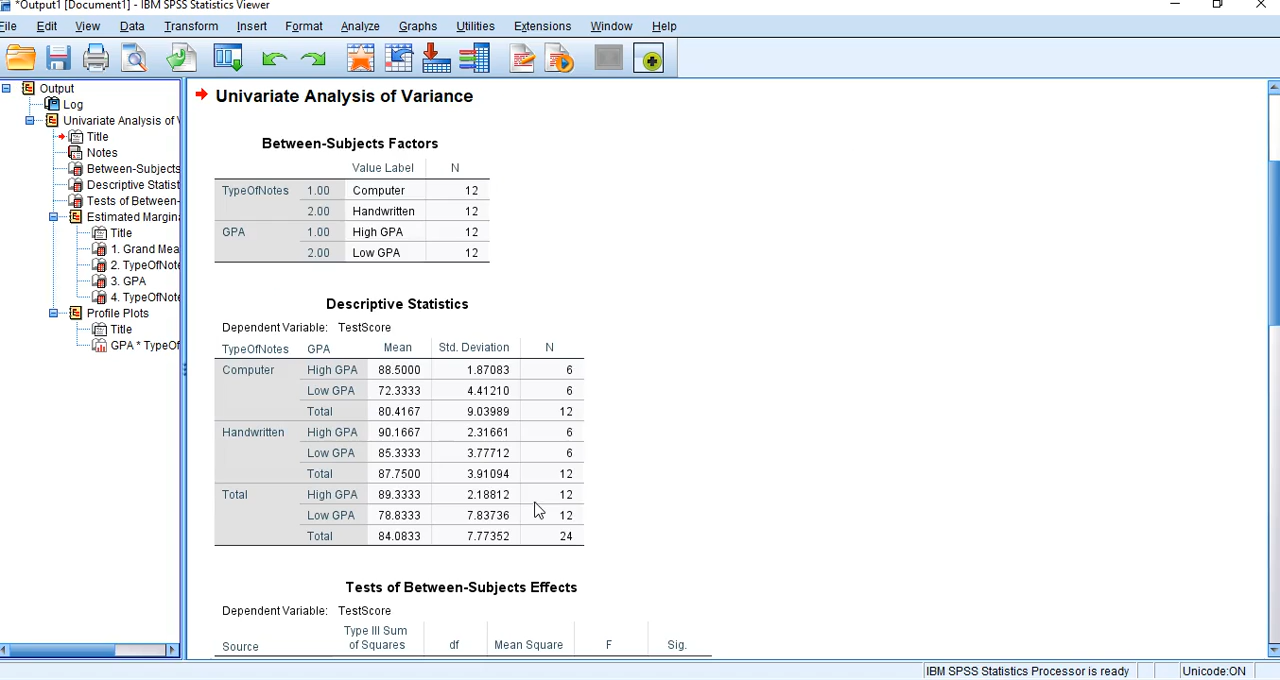 *Output1 [Document1] - IBM SPSS Statistics Viewer
File Edit View Data Transform Insert Format Analyze Graphs Utilities Extensions Window Help
Output
Log
Univariate Analysis of V
Title
Notes
Between-Subjects
Descriptive Statist
Tests of Between-
Estimated Margina
Title
1. Grand Mea
2. TypeOfNote
3. GPA
4. TypeOfNote
Profile Plots
Title
GPA * TypeOf
Univariate Analysis of Variance
Between-Subjects Factors
Value Label N
TypeOfNotes 1.00 Computer 12
2.00 Handwritten 12
GPA 1.00 High GPA 12
2.00 Low GPA 12
Descriptive Statistics
Dependent Variable: TestScore
TypeOfNotes GPA Mean Std. Deviation N
Computer High GPA 88.5000 1.87083 6
Low GPA 72.3333 4.41210 6
Total 80.4167 9.03989 12
Handwritten High GPA 90.1667 2.31661 6
Low GPA 85.3333 3.77712 6
Total 87.7500 3.91094 12
Total High GPA 89.3333 2.18812 12
Low GPA 78.8333 7.83736 12
Total 84.0833 7.77352 24
Tests of Between-Subjects Effects
Dependent Variable: TestScore
Source Type III Sum of Squares df Mean Square F Sig.
IBM SPSS Statistics Processor is ready Unicode:ON